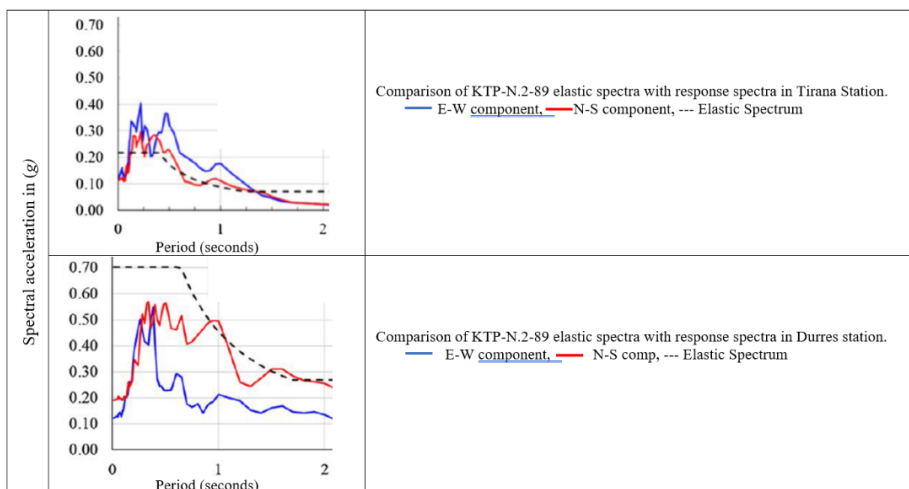 Spectral acceleration in (g)
0.70
0.60
0.50
0.40
0.30
0.20
0.10
0.00
0 1 2
Period (seconds)
Comparison of KTP-N.2-89 elastic spectra with response spectra in Tirana Station.
E-W component, N-S component, --- Elastic Spectrum
0.70
0.60
0.50
0.40
0.30
0.20
0.10
0.00
0 1 2
Period (seconds)
Comparison of KTP-N.2-89 elastic spectra with response spectra in Durres station.
E-W component, N-S comp, --- Elastic Spectrum